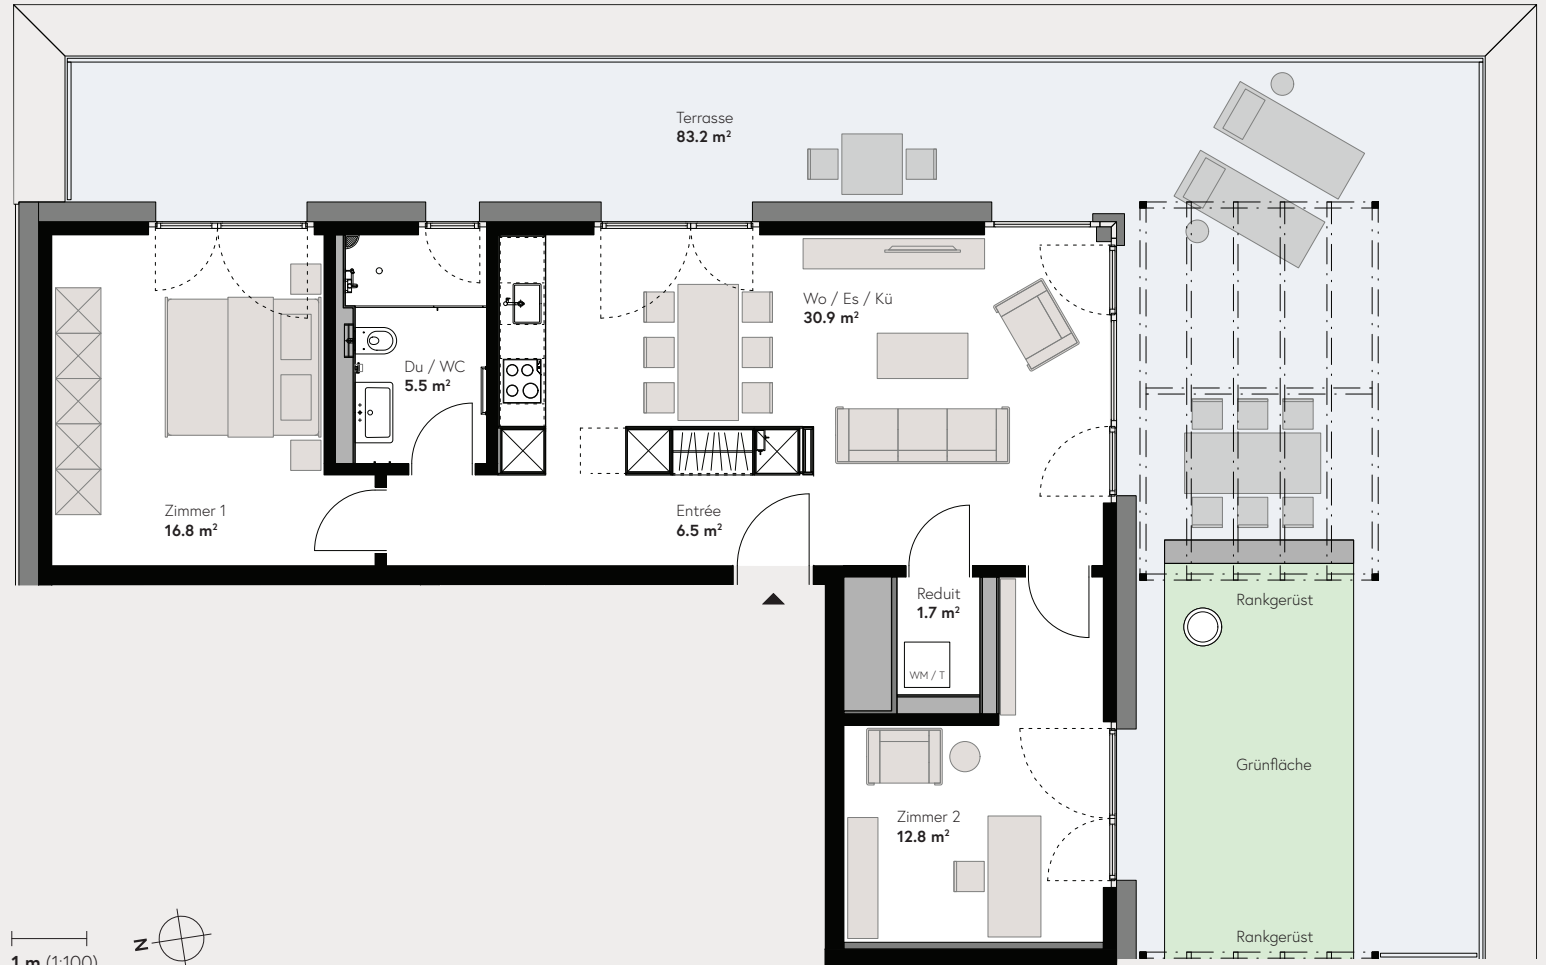 Terrasse
83.2 m²
Wo / Es / Kü
30.9 m²
Du / WC
5.5 m²
Zimmer 1
16.8 m²
Entrée
6.5 m²
Reduit
1.7 m²
WM / T
Rankgerüst
Grünfläche
Zimmer 2
12.8 m²
Rankgerüst
N
1 m (1:100)